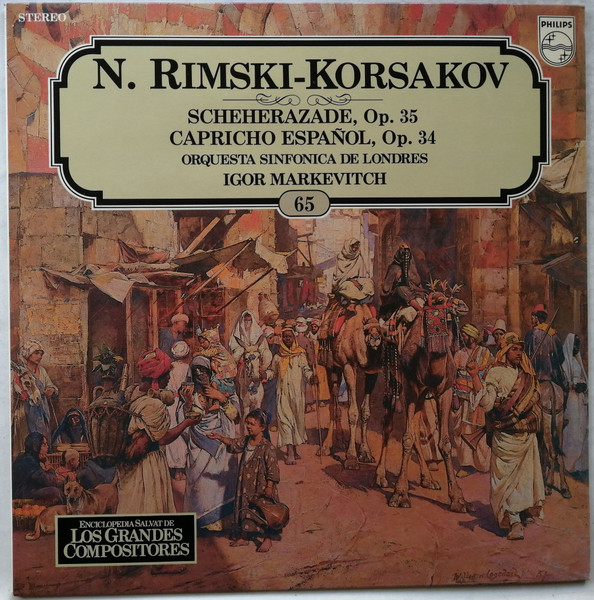 STEREO
PHILIPS
N. RIMSKI-KORSAKOV
SCHEHERAZADE, Op. 35
CAPRICHO ESPAÑOL, Op. 34
ORQUESTA SINFONICA DE LONDRES
IGOR MARKEVITCH
65
ENCICLOPEDIA SALVAT DE
LOS GRANDES
COMPOSITORES